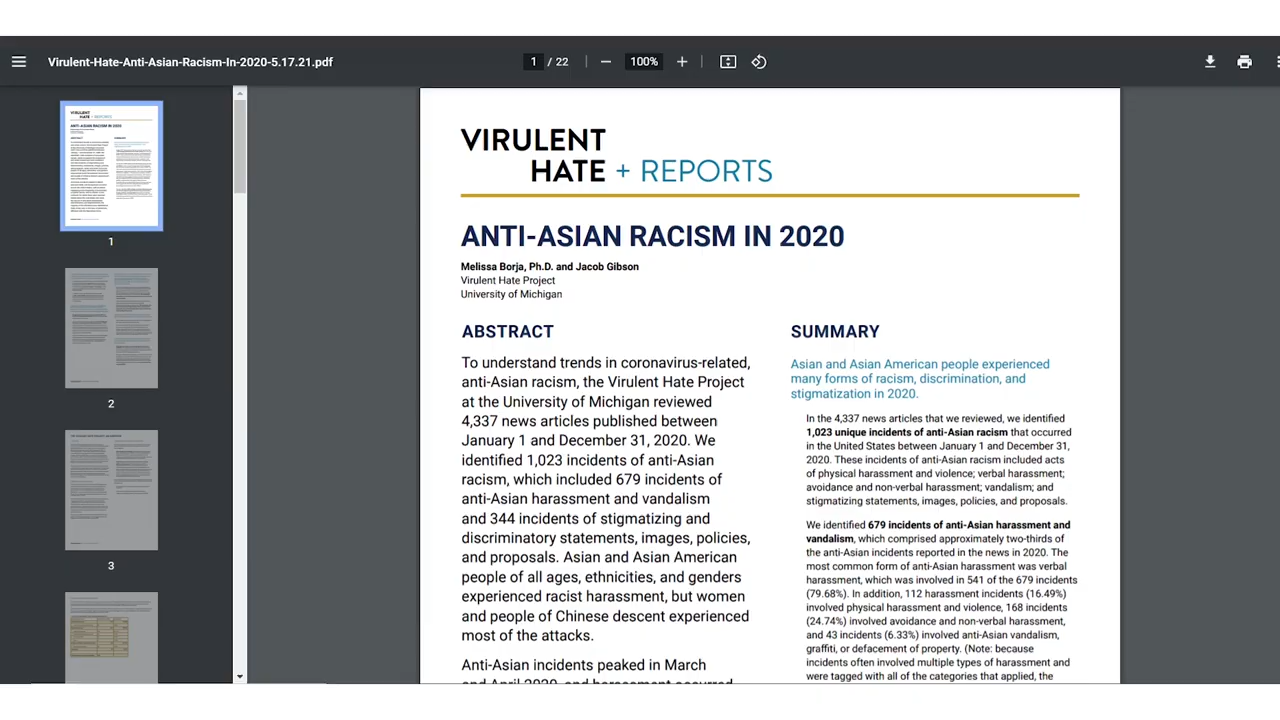 Virulent-Hate-Anti-Asian-Racism-In-2020-5.17.21.pdf
1 / 22
100%
1
2
3
VIRULENT
HATE + REPORTS
ANTI-ASIAN RACISM IN 2020
Melissa Borja, Ph.D. and Jacob Gibson
Virulent Hate Project
University of Michigan
ABSTRACT
To understand trends in coronavirus-related,
anti-Asian racism, the Virulent Hate Project
at the University of Michigan reviewed
4,337 news articles published between
January 1 and December 31, 2020. We
identified 1,023 incidents of anti-Asian
racism, which included 679 incidents of
anti-Asian harassment and vandalism
and 344 incidents of stigmatizing and
discriminatory statements, images, policies,
and proposals. Asian and Asian American
people of all ages, ethnicities, and genders
experienced racist harassment, but women
and people of Chinese descent experienced
most of the attacks.
Anti-Asian incidents peaked in March
and April 2020, and harassment occurred
SUMMARY
Asian and Asian American people experienced
many forms of racism, discrimination, and
stigmatization in 2020.
In the 4,337 news articles that we reviewed, we identified
1,023 unique incidents of anti-Asian racism that occurred
in the United States between January 1 and December 31,
2020. These incidents of anti-Asian racism included acts
of physical harassment and violence; verbal harassment;
avoidance and non-verbal harassment; vandalism; and
stigmatizing statements, images, policies, and proposals.
We identified 679 incidents of anti-Asian harassment and
vandalism, which comprised approximately two-thirds of
the anti-Asian incidents reported in the news in 2020. The
most common form of anti-Asian harassment was verbal
harassment, which was involved in 541 of the 679 incidents
(79.68%). In addition, 112 harassment incidents (16.49%)
involved physical harassment and violence, 168 incidents
(24.74%) involved avoidance and non-verbal harassment,
and 43 incidents (6.33%) involved anti-Asian vandalism,
graffiti, or defacement of property. (Note: because
incidents often involved multiple types of harassment and
were tagged with all of the categories that applied, the